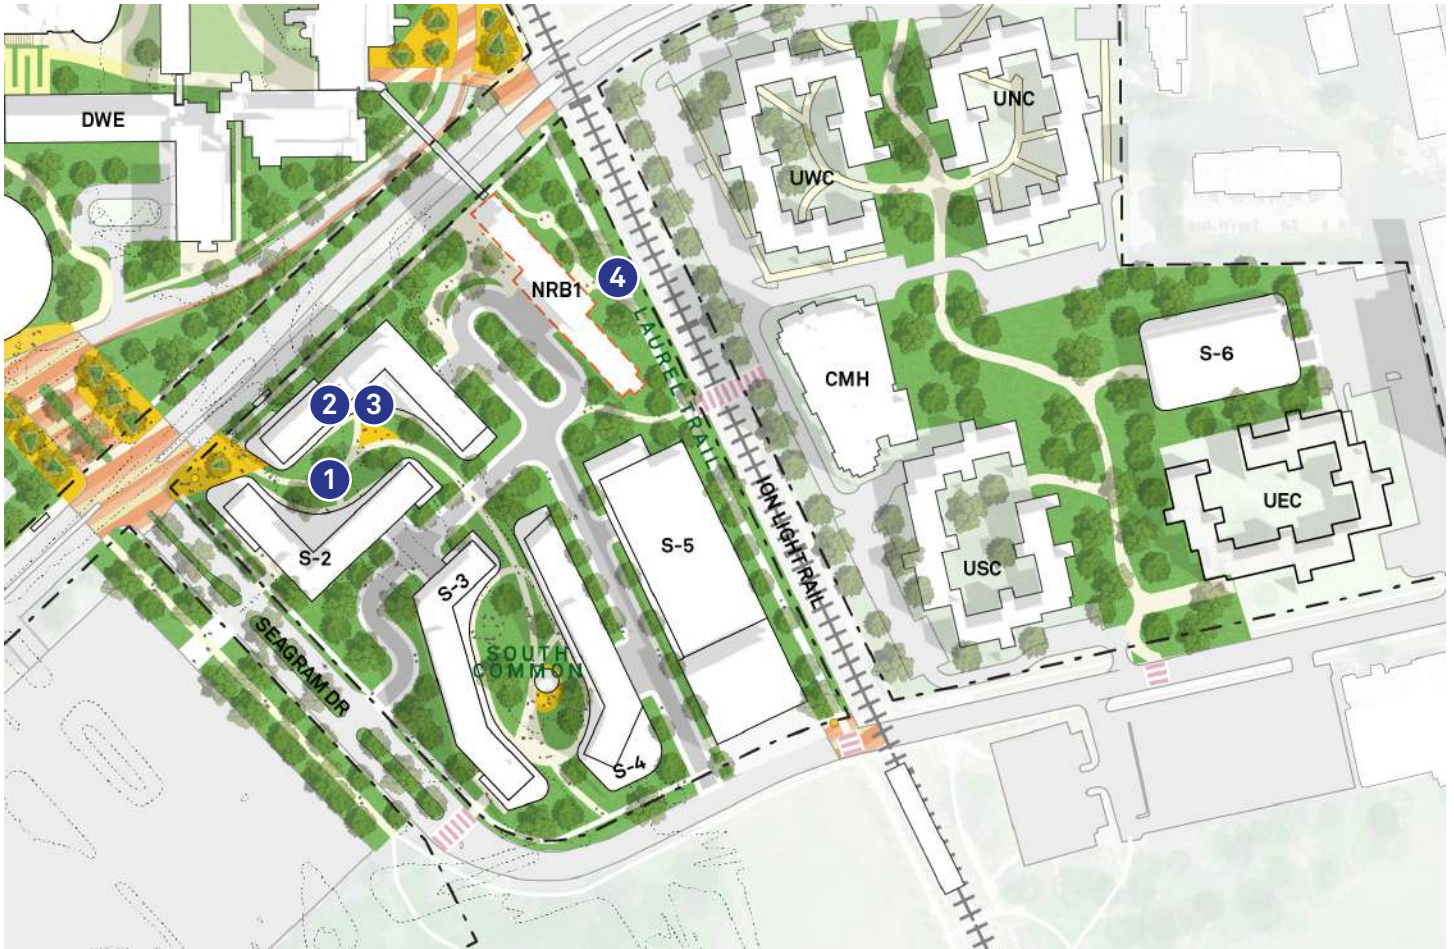 DWE
UNC
UWC
4
NRB1
LAUREL TRAIL
S-6
CMH
2
3
1
UEC
S-5
S-2
ION LIGHT RAIL
USC
S-3
SEAGRAM DR
SOUTH
COMMON
S-4